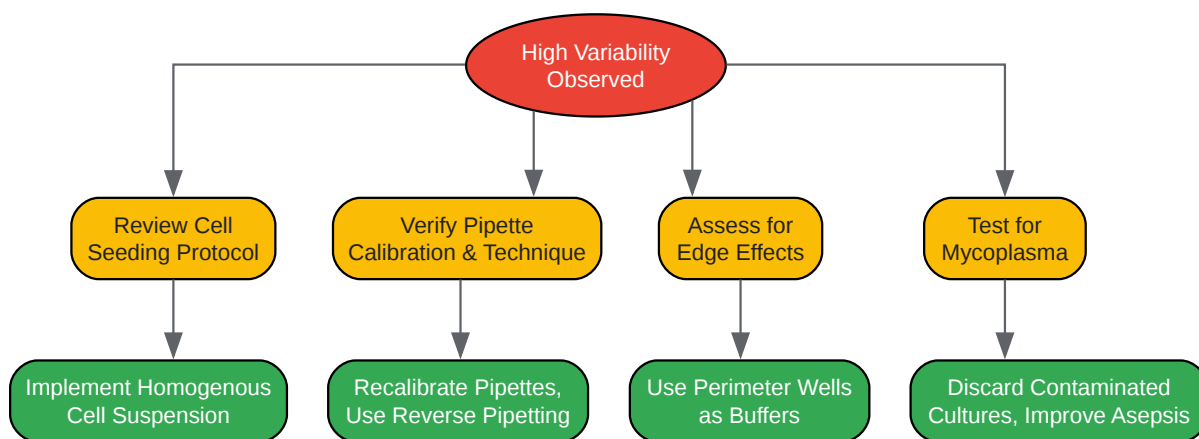 High Variability
Observed
Review Cell
Seeding Protocol
Verify Pipette
Calibration & Technique
Assess for
Edge Effects
Test for
Mycoplasma
Implement Homogenous
Cell Suspension
Recalibrate Pipettes,
Use Reverse Pipetting
Use Perimeter Wells
as Buffers
Discard Contaminated
Cultures, Improve Asepsis